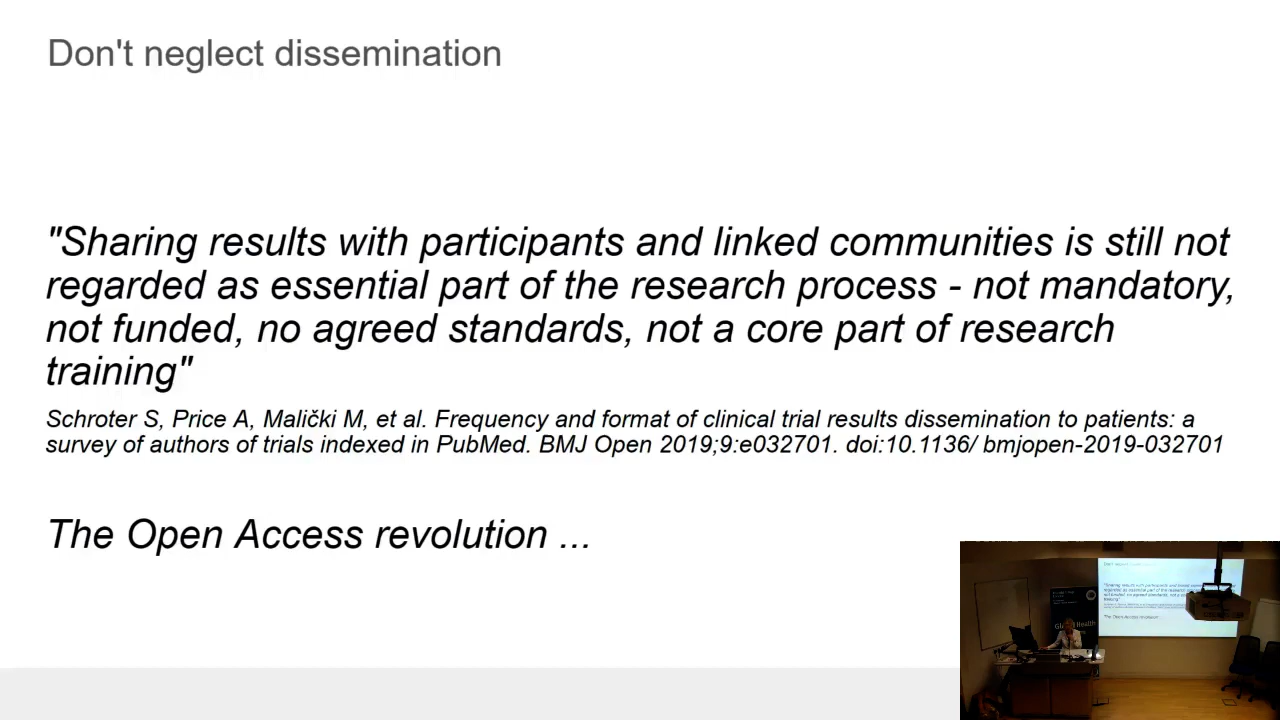 Don't neglect dissemination
"Sharing results with participants and linked communities is still not
regarded as essential part of the research process - not mandatory,
not funded, no agreed standards, not a core part of research
training"
Schroter S, Price A, Malički M, et al. Frequency and format of clinical trial results dissemination to patients: a
survey of authors of trials indexed in PubMed. BMJ Open 2019;9:e032701. doi:10.1136/ bmjopen-2019-032701
The Open Access revolution ...